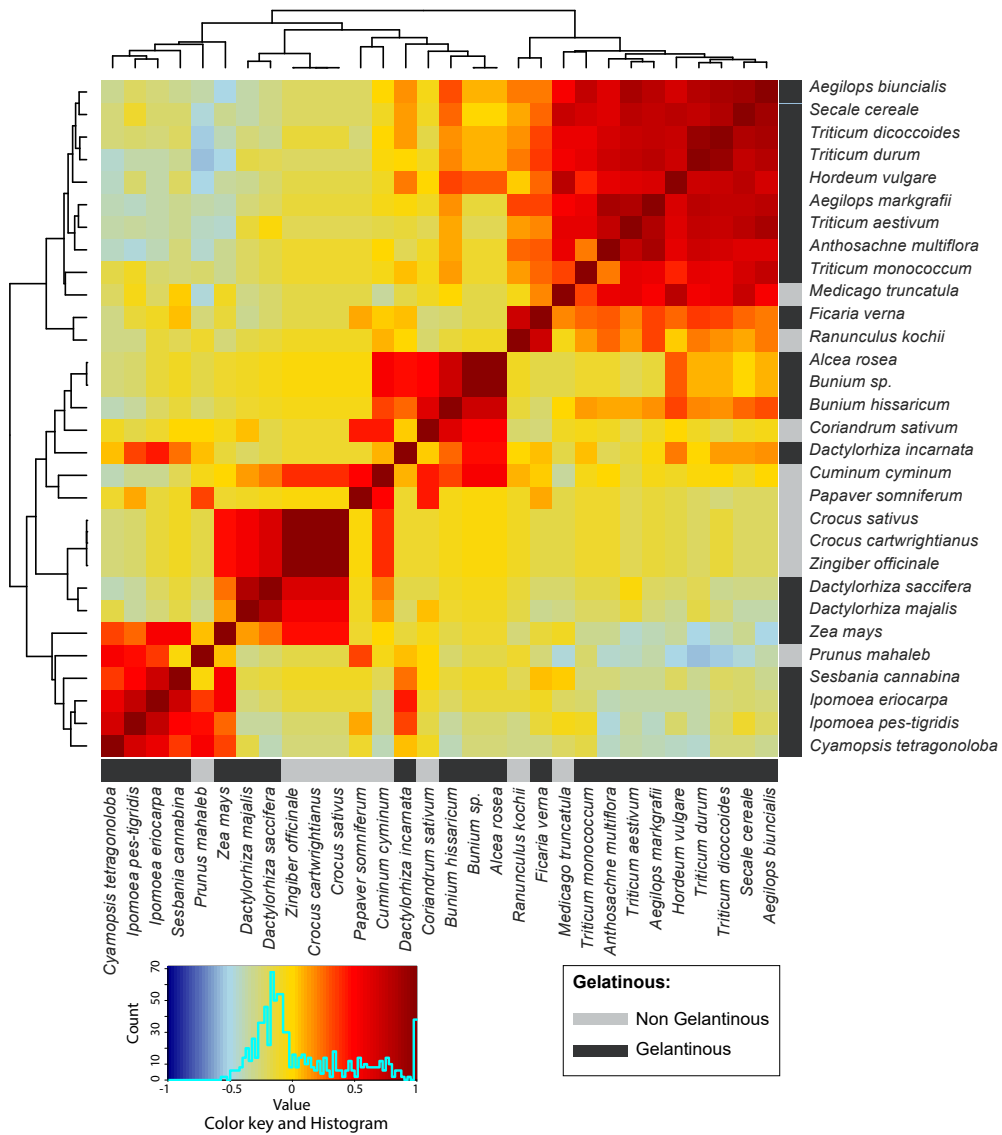 Aegilops biuncialis
Secale cereale
Triticum dicoccoides
Triticum durum
Hordeum vulgare
Aegilops markgrafii
Triticum aestivum
Anthosachne multiflora
Triticum monococcum
Medicago truncatula
Ficaria verna
Ranunculus kochii
Alcea rosea
Bunium sp.
Bunium hissaricum
Coriandrum sativum
Dactylorhiza incarnata
Cuminum cyminum
Papaver somniferum
Crocus sativus
Crocus cartwrightianus
Zingiber officinale
Dactylorhiza saccifera
Dactylorhiza majalis
Zea mays
Prunus mahaleb
Sesbania cannabina
Ipomoea eriocarpa
Ipomoea pes-tigridis
Cyamopsis tetragonoloba
Cyamopsis tetragonoloba
Ipomoea pes-tigridis
Ipomoea eriocarpa
Sesbania cannabina
Prunus mahaleb
Zea mays
Dactylorhiza majalis
Dactylorhiza saccifera
Zingiber officinale
Crocus cartwrightianus
Crocus sativus
Papaver somniferum
Cuminum cyminum
Dactylorhiza incarnata
Coriandrum sativum
Bunium hissaricum
Bunium sp.
Alcea rosea
Ranunculus kochii
Ficaria verna
Medicago truncatula
Triticum monococcum
Anthosachne multiflora
Triticum aestivum
Aegilops markgrafii
Hordeum vulgare
Triticum durum
Triticum dicoccoides
Secale cereale
Aegilops biuncialis
Count
70
50
30
10
0
-1 -0.5 0 0.5 1
Value
Color key and Histogram
Gelatinous:
Non Gelantinous
Gelantinous